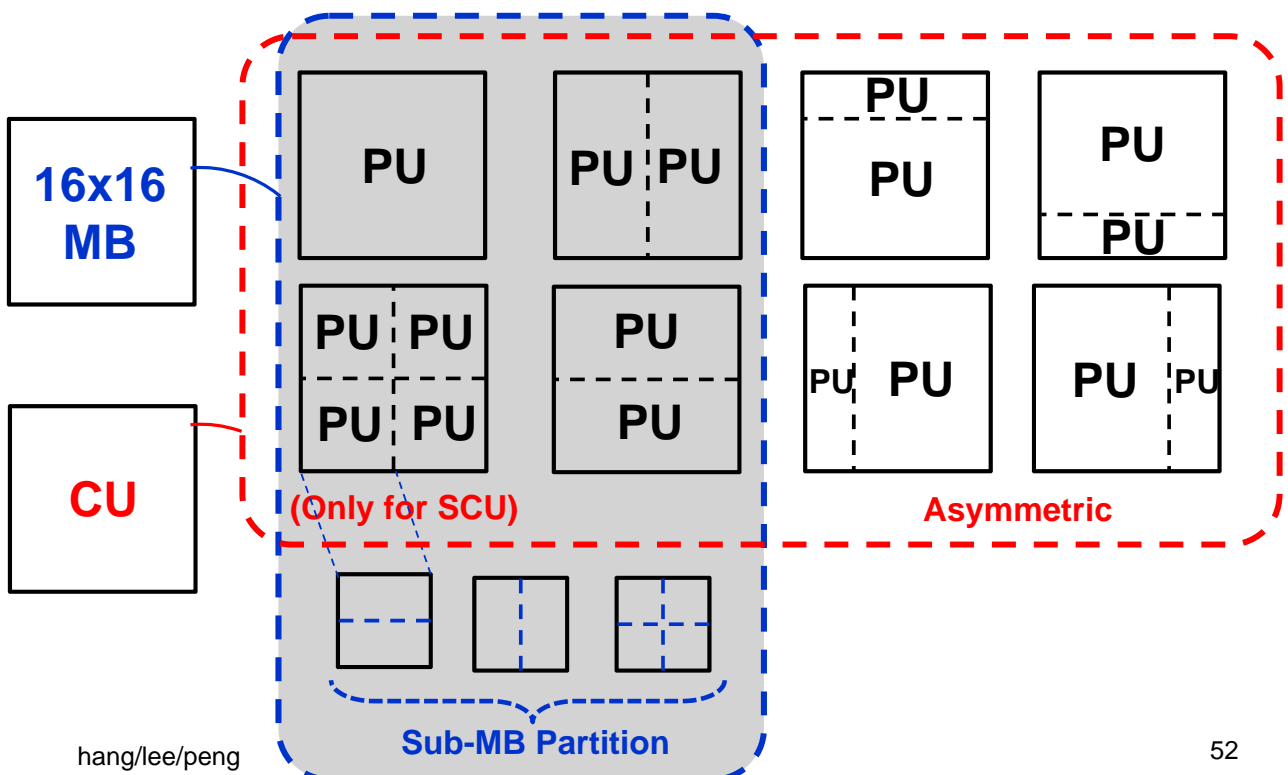 16x16
MB
CU
PU
PU PU
PU
PU
PU
PU
PU PU
PU PU
PU
PU
PU PU
PU PU
(Only for SCU)
Asymmetric
Sub-MB Partition
hang/lee/peng
52